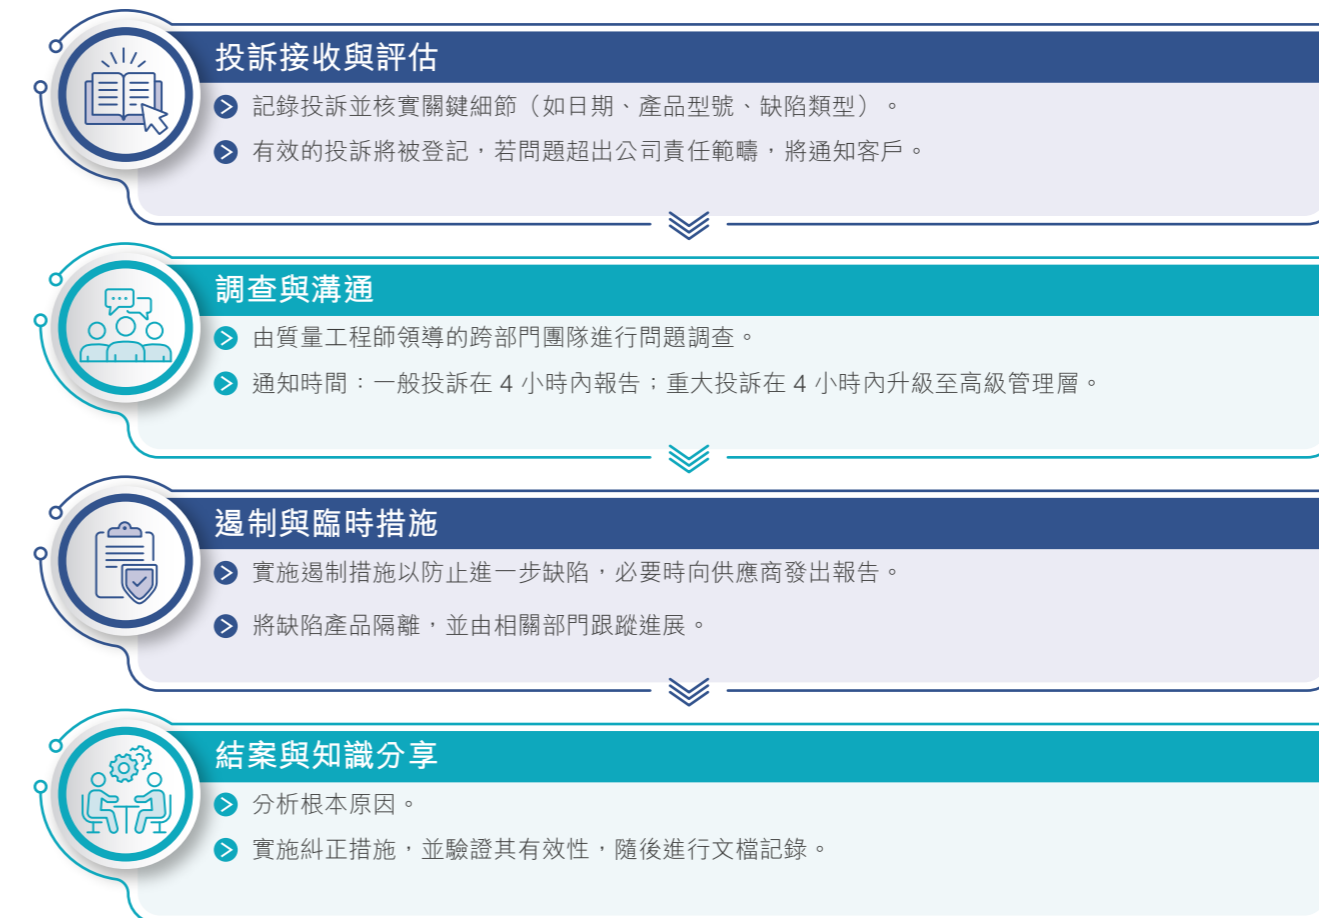 投訴接收與評估
記錄投訴並核實關鍵細節（如日期、產品型號、缺陷類型）。
有效的投訴將被登記，若問題超出公司責任範疇，將通知客戶。
調查與溝通
由質量工程師領導的跨部門團隊進行問題調查。
通知時間：一般投訴在 4 小時內報告；重大投訴在 4 小時內升級至高級管理層。
遏制與臨時措施
實施遏制措施以防止進一步缺陷，必要時向供應商發出報告。
將缺陷產品隔離，並由相關部門跟蹤進展。
結案與知識分享
分析根本原因。
實施糾正措施，並驗證其有效性，隨後進行文檔記錄。